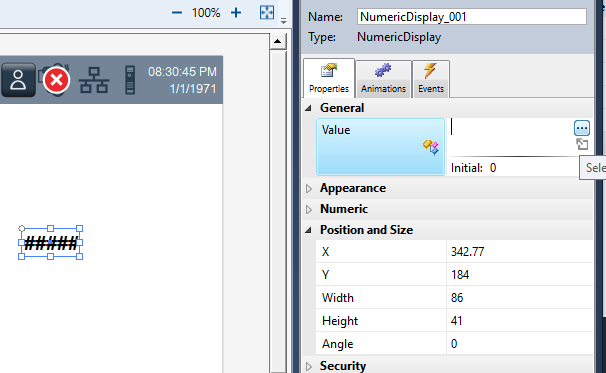 100%
08:30:45 PM
1/1/1971
#####
Name: NumericDisplay_001
Type: NumericDisplay
Properties Animations Events
General
Value
Initial: 0
Appearance
Numeric
Position and Size
X 342.77
Y 184
Width 86
Height 41
Angle 0
Security